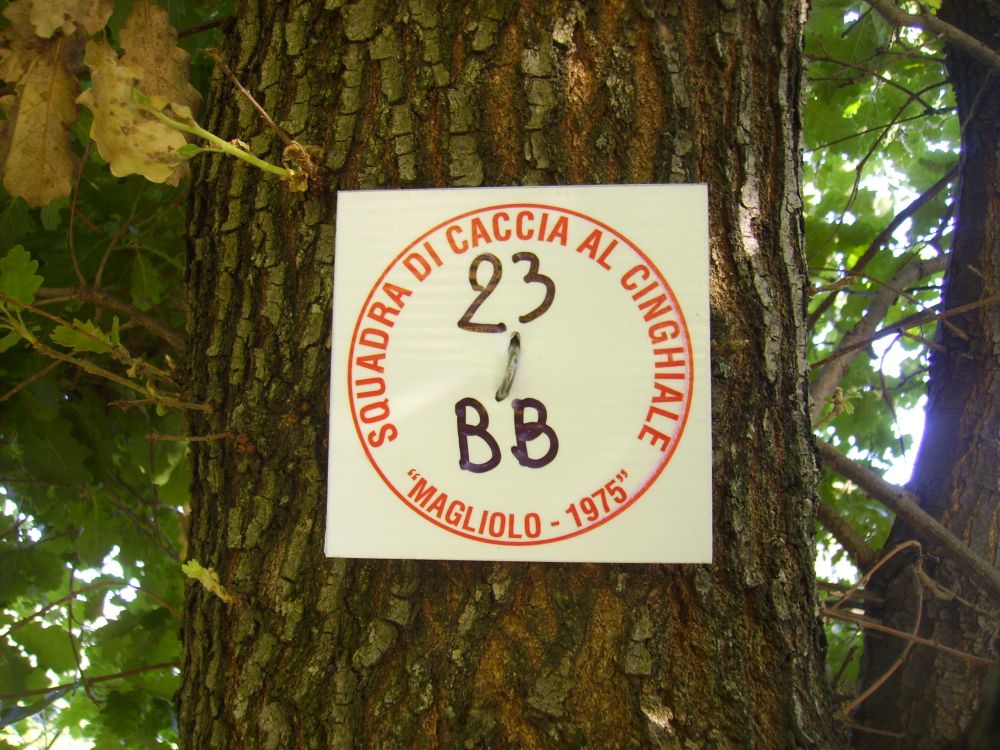 SQUADRA DI CACCIA AL CINGHIALE
23
BB
"MAGLIOLO - 1975"